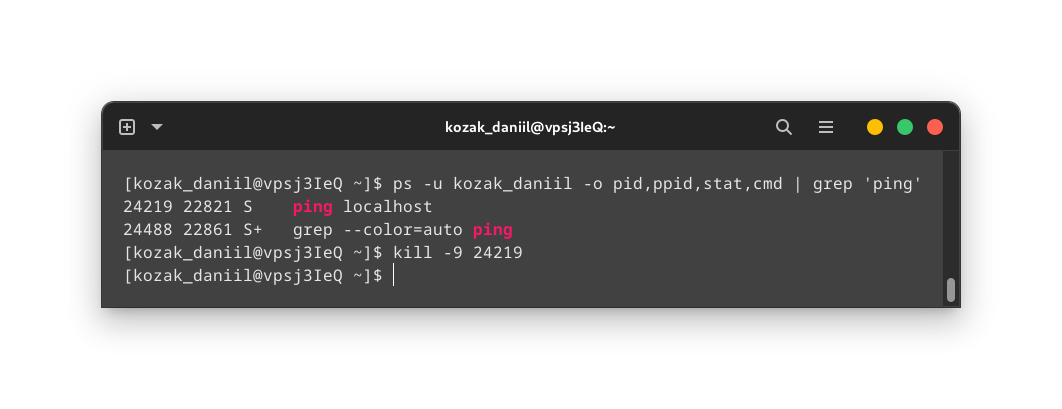 kozak_daniil@vpsj3IeQ:~
[kozak_daniil@vpsj3IeQ ~]$ ps -u kozak_daniil -o pid,ppid,stat,cmd | grep 'ping'
24219 22821 S    ping localhost
24488 22861 S+   grep --color=auto ping
[kozak_daniil@vpsj3IeQ ~]$ kill -9 24219
[kozak_daniil@vpsj3IeQ ~]$